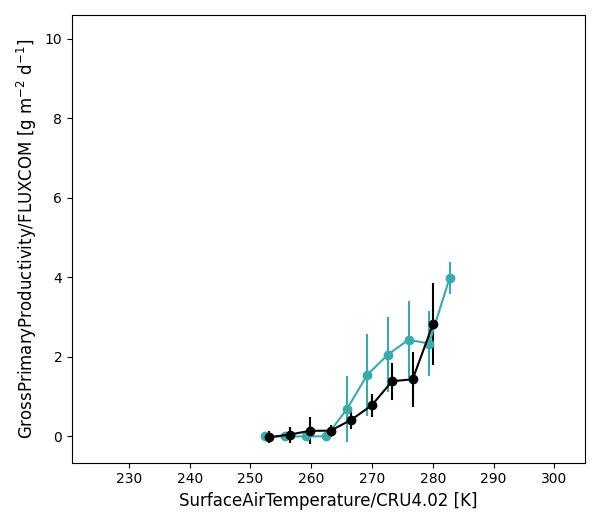 10
8
6
4
2
0
GrossPrimaryProductivity/FLUXCOM [g m⁻² d⁻¹]
230 240 250 260 270 280 290 300
SurfaceAirTemperature/CRU4.02 [K]